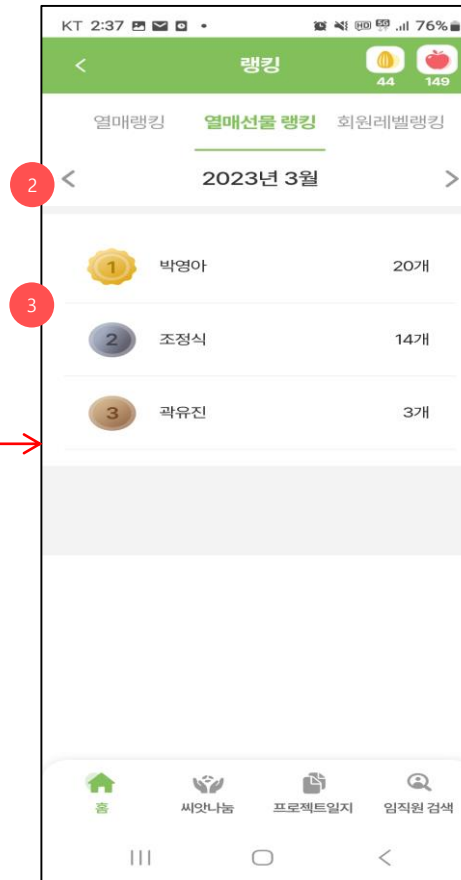 KT 2:37 76%
랭킹
44 149
열매랭킹 열매선물 랭킹 회원레벨랭킹
2
2023년 3월
1 박영아 20개
3
2 조정식 14개
3 곽유진 3개
홈 씨앗나눔 프로젝트일지 임직원 검색